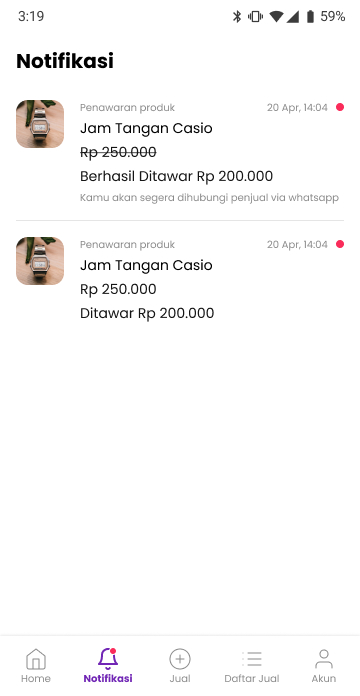 3:19 59%
Notifikasi
Penawaran produk 20 Apr, 14:04
Jam Tangan Casio
Rp 250.000
Berhasil Ditawar Rp 200.000
Kamu akan segera dihubungi penjual via whatsapp
Penawaran produk 20 Apr, 14:04
Jam Tangan Casio
Rp 250.000
Ditawar Rp 200.000
Home Notifikasi Jual Daftar Jual Akun